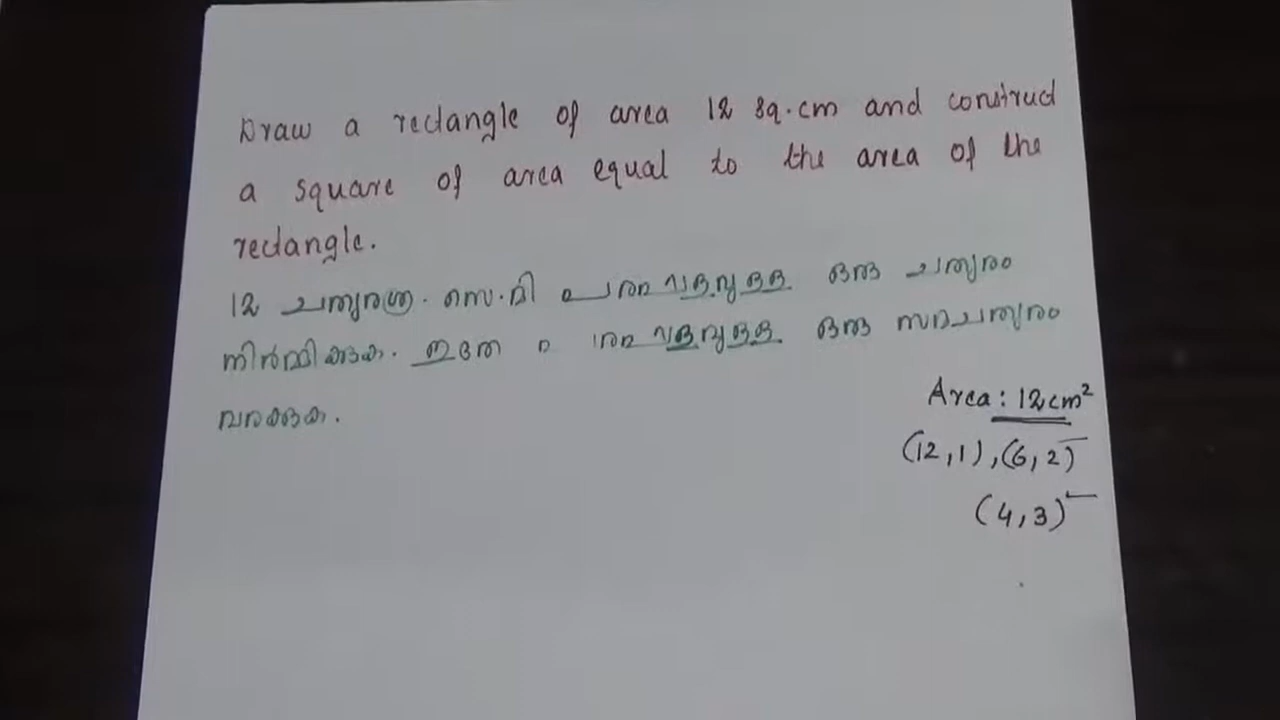 Draw a rectangle of area 12 sq.cm and construct
a square of area equal to the area of the
rectangle.
12 ചതുരശ്ര. സെ.മി പരപ്പളവുള്ള ഒരു ചതുരം
നിർമ്മിക്കുക. ഇതേ പരപ്പളവുള്ള ഒരു സമചതുരം
വരക്കുക.
Area : 12cm²
(12,1),(6,2)
(4,3)